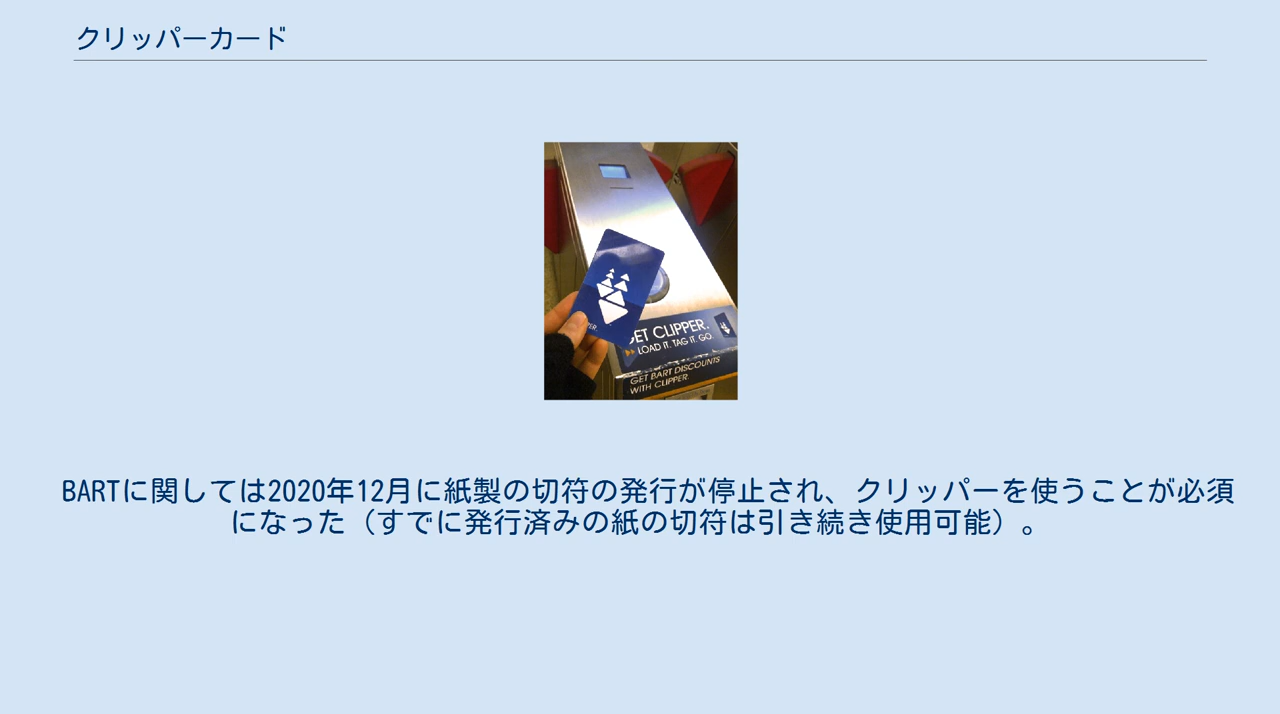 クリッパーカード
GET CLIPPER.
LOAD IT. TAG IT. GO.
GET BART DISCOUNTS
WITH CLIPPER.
BARTに関しては2020年12月に紙製の切符の発行が停止され、クリッパーを使うことが必須
になった（すでに発行済みの紙の切符は引き続き使用可能）。